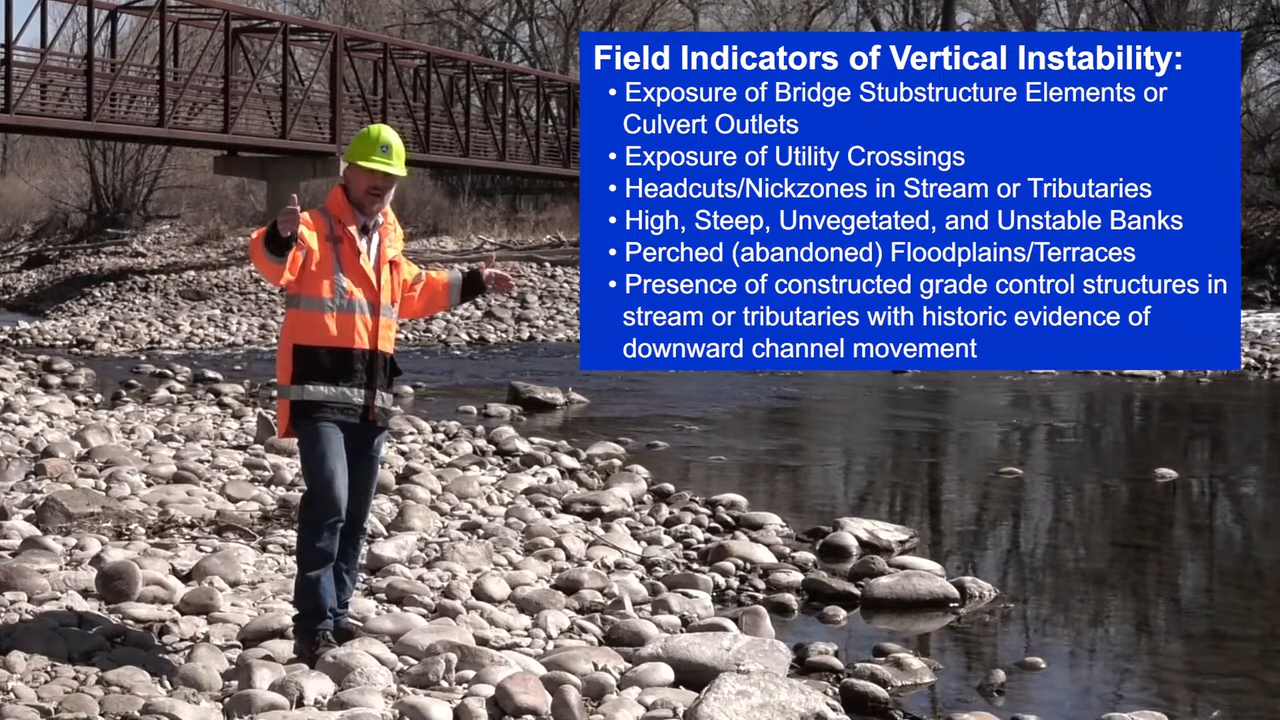 Field Indicators of Vertical Instability:
• Exposure of Bridge Stubstructure Elements or
Culvert Outlets
• Exposure of Utility Crossings
• Headcuts/Nickzones in Stream or Tributaries
• High, Steep, Unvegetated, and Unstable Banks
• Perched (abandoned) Floodplains/Terraces
• Presence of constructed grade control structures in
stream or tributaries with historic evidence of
downward channel movement